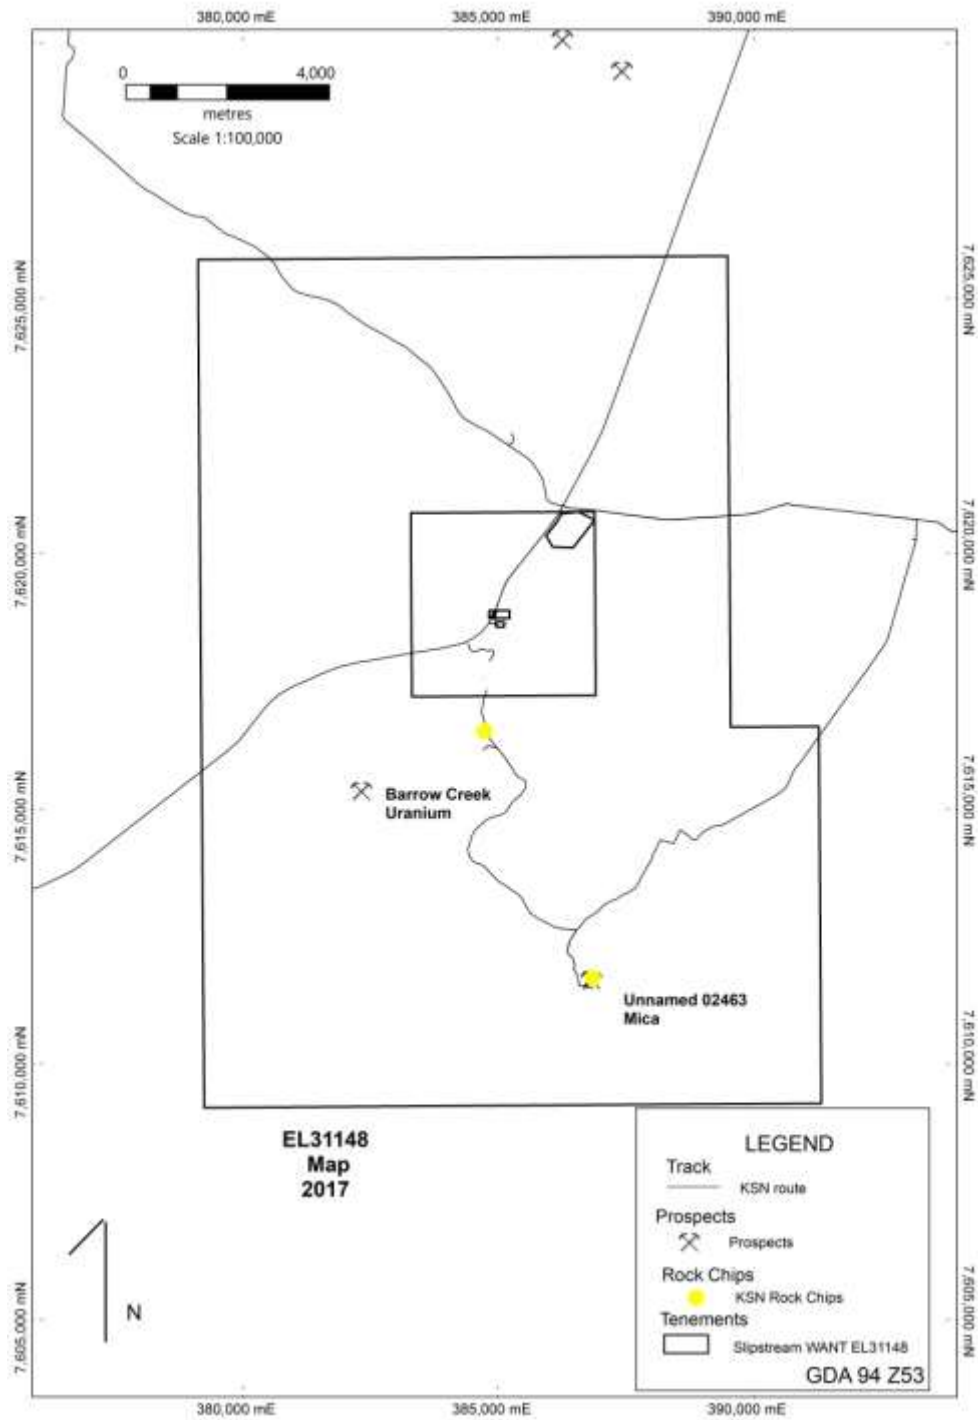 380,000 mE
385,000 mE
390,000 mE
0
4,000
metres
Scale 1:100,000
7,625,000 mN
7,625,000 mN
7,620,000 mN
7,620,000 mN
Barrow Creek
Uranium
7,615,000 mN
7,615,000 mN
Unnamed 02463
Mica
7,610,000 mN
7,610,000 mN
EL31148
Map
2017
LEGEND
Track
KSN route
Prospects
Prospects
Rock Chips
KSN Rock Chips
Tenements
Slipstream WANT EL31148
GDA 94 Z53
N
7,605,000 mN
7,605,000 mN
380,000 mE
385,000 mE
390,000 mE